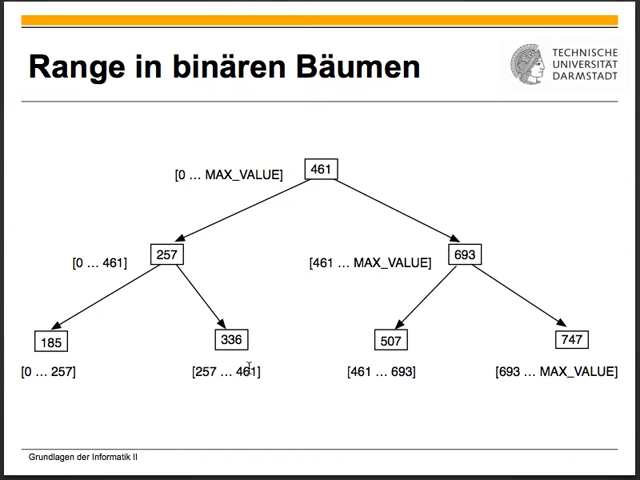 Range in binären Bäumen
TECHNISCHE
UNIVERSITÄT
DARMSTADT
461
[0 ... MAX_VALUE]
257
693
[0 ... 461]
[461 ... MAX_VALUE]
185
336
507
747
[0 ... 257]
[257 ... 461]
[461 ... 693]
[693 ... MAX_VALUE]
Grundlagen der Informatik II